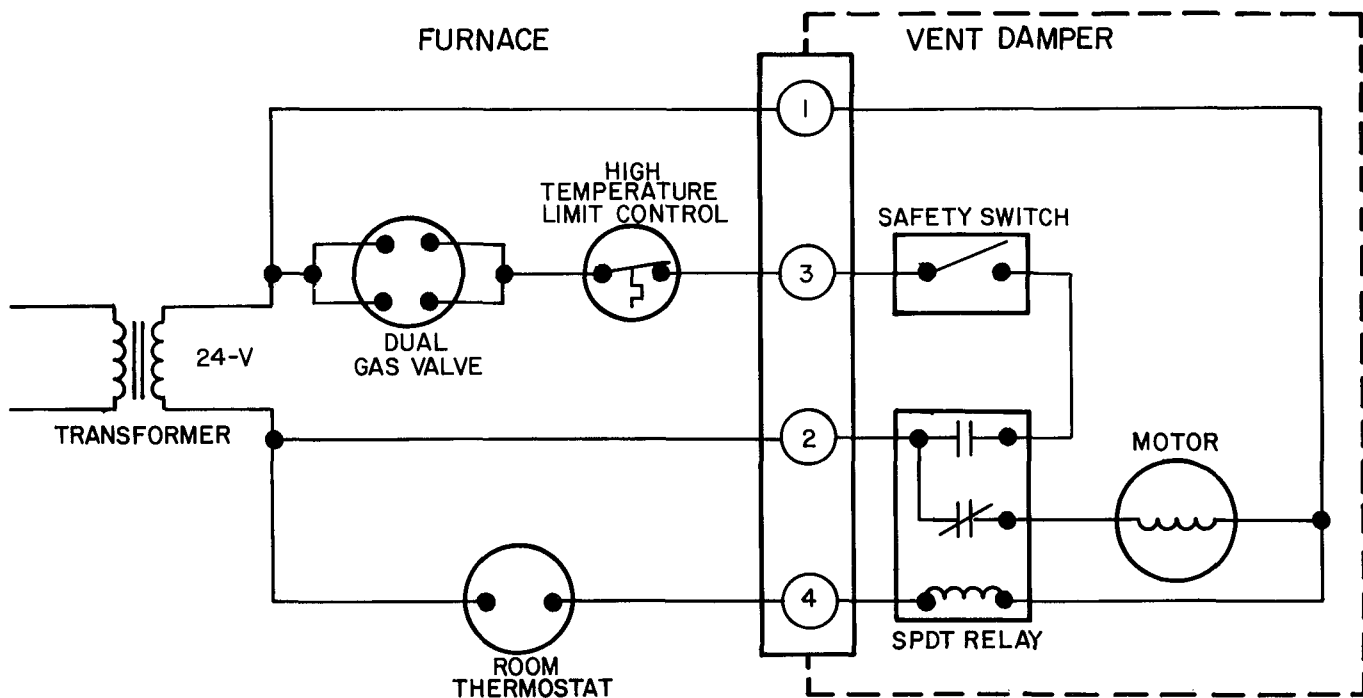 FURNACE
VENT DAMPER
1
HIGH
TEMPERATURE
LIMIT CONTROL
SAFETY SWITCH
3
DUAL
GAS VALVE
24-V
TRANSFORMER
2
MOTOR
4
SPDT RELAY
ROOM
THERMOSTAT